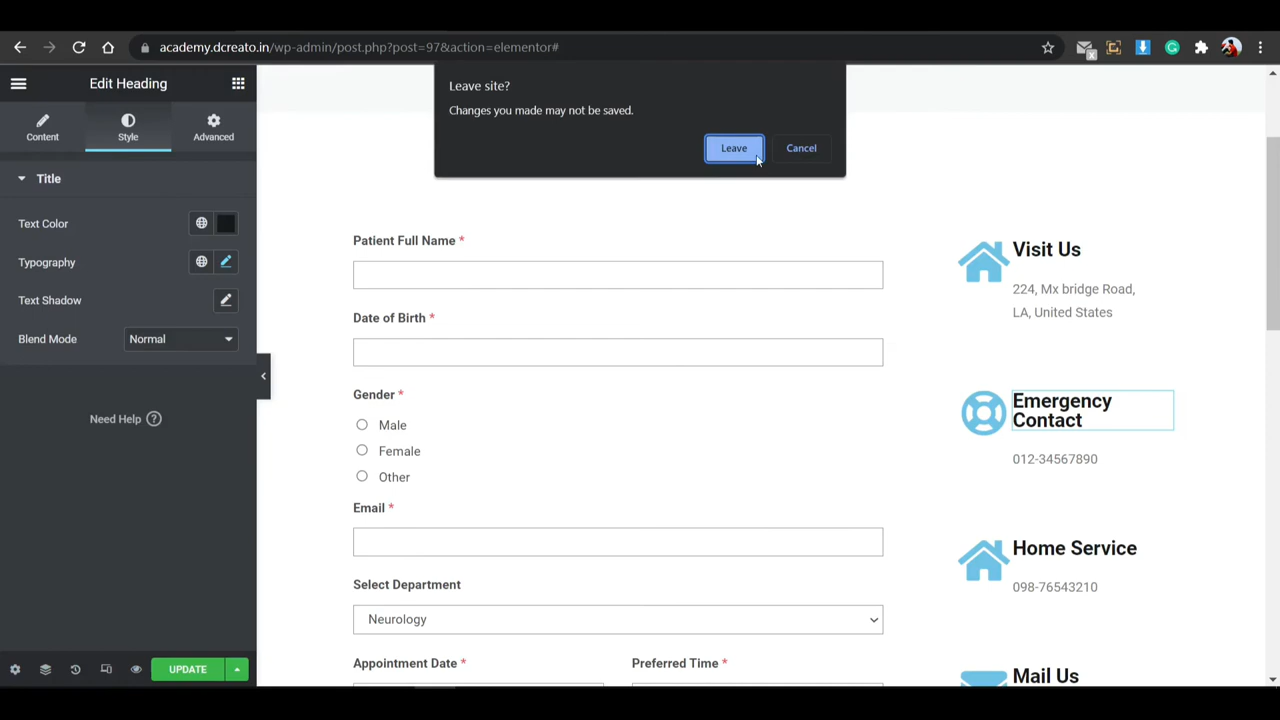 academy.dcreato.in/wp-admin/post.php?post=97&action=elementor#
Edit Heading
Content
Style
Advanced
Title
Text Color
Typography
Text Shadow
Blend Mode
Normal
Need Help
UPDATE
Leave site?
Changes you made may not be saved.
Leave
Cancel
Patient Full Name *
Date of Birth *
Gender *
Male
Female
Other
Email *
Select Department
Neurology
Appointment Date *
Preferred Time *
Visit Us
224, Mx bridge Road,
LA, United States
Emergency
Contact
012-34567890
Home Service
098-76543210
Mail Us